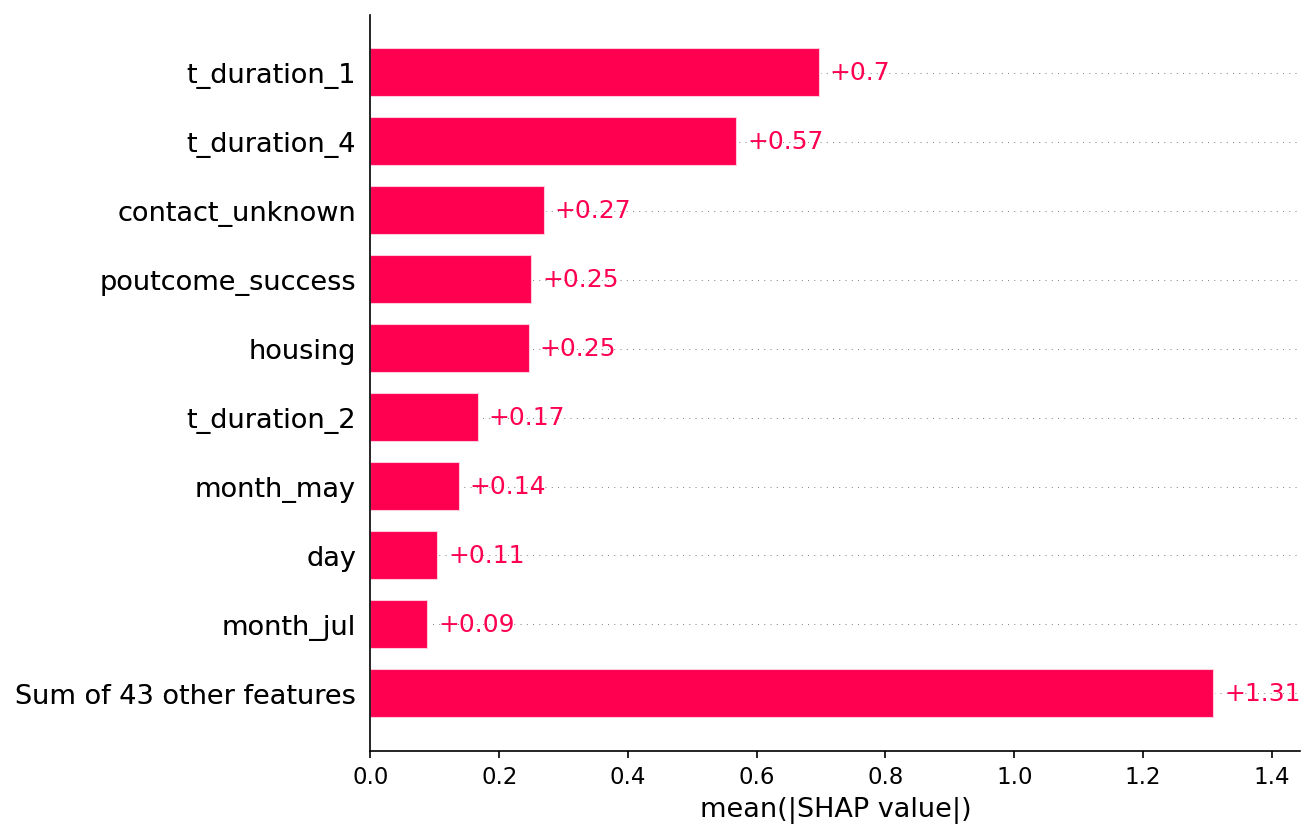 t_duration_1 +0.7
t_duration_4 +0.57
contact_unknown +0.27
poutcome_success +0.25
housing +0.25
t_duration_2 +0.17
month_may +0.14
day +0.11
month_jul +0.09
Sum of 43 other features +1.31
0.0 0.2 0.4 0.6 0.8 1.0 1.2 1.4
mean(|SHAP value|)